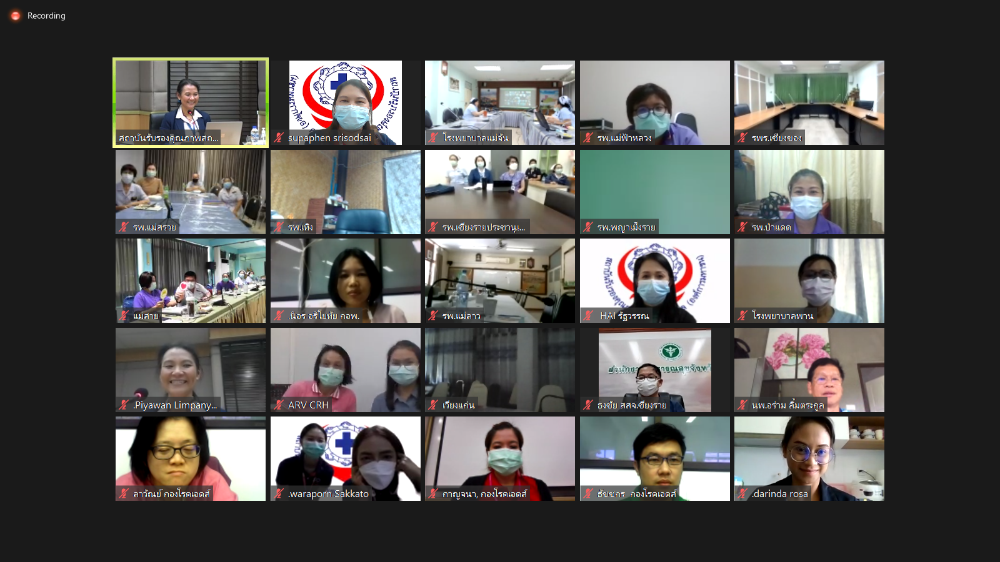 Recording
สถาบันรับรองคุณภาพสถ...
supaphen srisodsai
โรงพยาบาลแม่จัน
รพ.แม่ฟ้าหลวง
รพร.เชียงของ
รพ.แม่สรวย
รพ.เทิง
รพ.เชียงรายประชานุเ...
รพ.พญาเม็งราย
รพ.ป่าแดด
แม่สาย
.นิอร อริโยทัย กอพ.
รพ.แม่ลาว
HAI รัฐวรรณ
โรงพยาบาลพาน
.Piyawan Limpany...
ARV CRH
เวียงแก่น
ธงชัย สสจ.ชียงราย
นพ.อร่าม ลิ้มตระกูล
ลาวัณย์ กองโรคเอดส์
.waraporn Sakkato
กาญจนา, กองโรคเอดส์
ธัชชกร กองโรคเอดส์
.darinda rosa